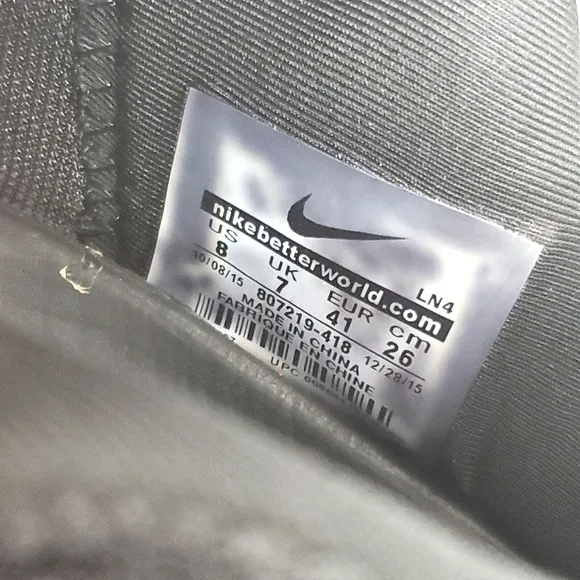 nikebetterworld.com
LN4
US UK EUR cm
8 7 41 26
10/08/15 807219-418 12/28/15
MADE IN CHINA
FABRIQUE EN CHINE
UPC